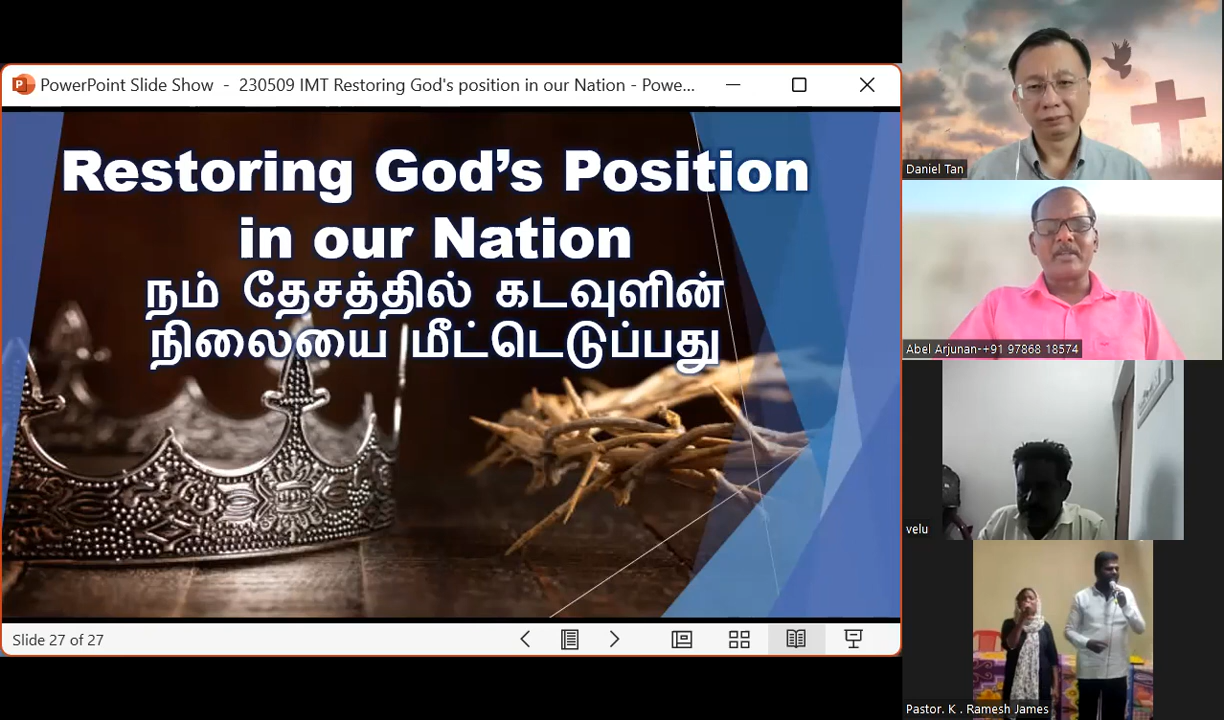 PowerPoint Slide Show - 230509 IMT Restoring God's position in our Nation - Powe...
Restoring God's Position
in our Nation
நம் தேசத்தில் கடவுளின்
நிலையை மீட்டெடுப்பது
Slide 27 of 27
Daniel Tan
Abel Arjunan-+91 97868 18574
velu
Pastor. K . Ramesh James